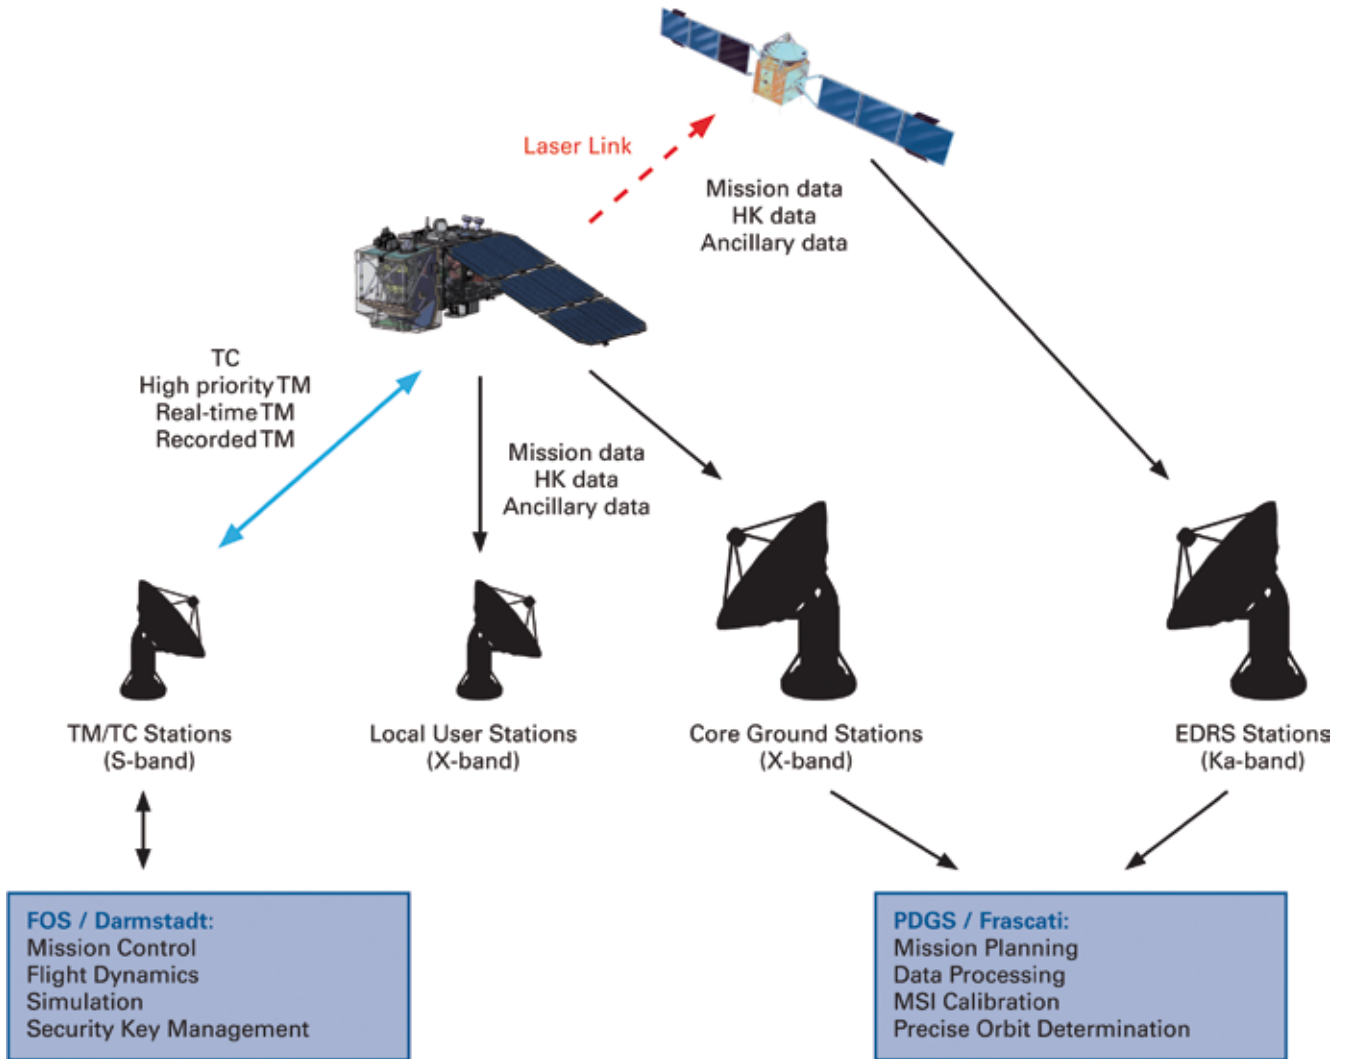 Laser Link
Mission data
HK data
Ancillary data
TC
High priority TM
Real-time TM
Recorded TM
Mission data
HK data
Ancillary data
TM/TC Stations
(S-band)
Local User Stations
(X-band)
Core Ground Stations
(X-band)
EDRS Stations
(Ka-band)
FOS / Darmstadt:
Mission Control
Flight Dynamics
Simulation
Security Key Management
PDGS / Frascati:
Mission Planning
Data Processing
MSI Calibration
Precise Orbit Determination